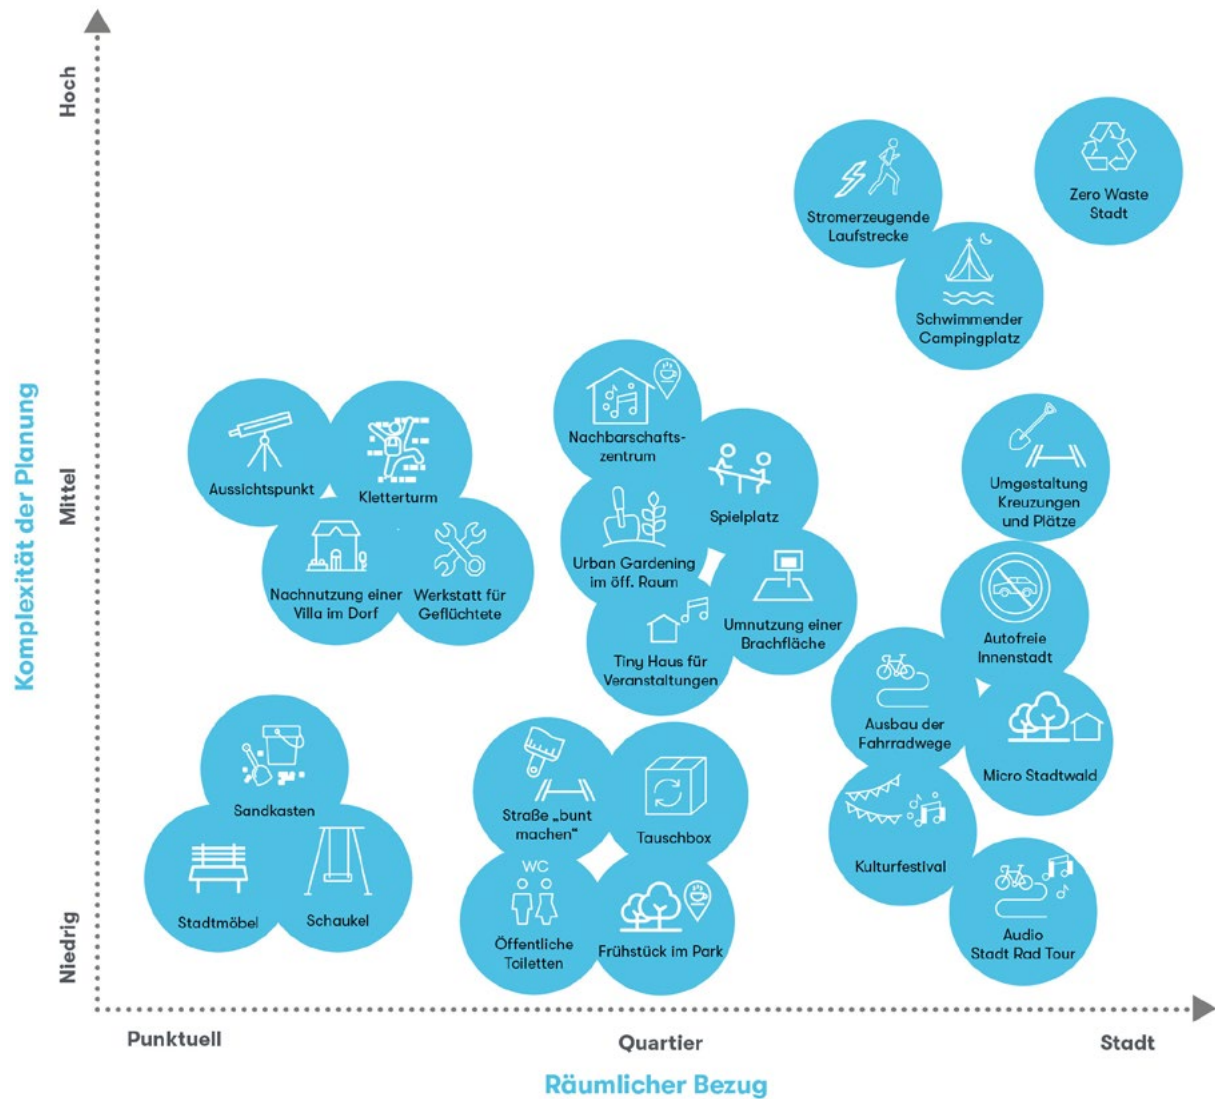 Hoch
Mittel
Niedrig
Komplexität der Planung
Stromerzeugende
Laufstrecke
Zero Waste
Stadt
Schwimmender
Campingplatz
Aussichtspunkt
Kletterturm
Nachnutzung einer
Villa im Dorf
Werkstatt für
Geflüchtete
Nachbarschafts-
zentrum
Spielplatz
Urban Gardening
im öff. Raum
Umnutzung einer
Brachfläche
Tiny Haus für
Veranstaltungen
Umgestaltung
Kreuzungen
und Plätze
Autofreie
Innenstadt
Ausbau der
Fahrradwege
Micro Stadtwald
Kulturfestival
Audio
Stadt Rad Tour
Sandkasten
Stadtmöbel
Schaukel
Straße „bunt
machen“
Tauschbox
WC
Öffentliche
Toiletten
Frühstück im Park
Punktuell
Quartier
Stadt
Räumlicher Bezug